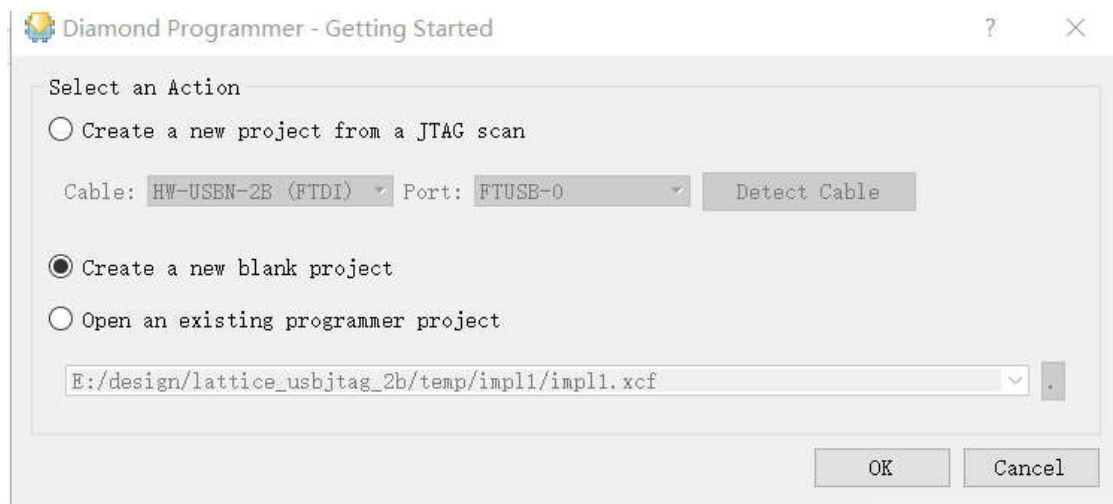 Diamond Programmer - Getting Started ?
Select an Action
Create a new project from a JTAG scan
Cable: HW-USBN-2B (FTDI) Port: FTUSB-0 Detect Cable
Create a new blank project
Open an existing programmer project
E:/design/lattice_usbjtag_2b/temp/impl1/impl1.xcf .
OK Cancel